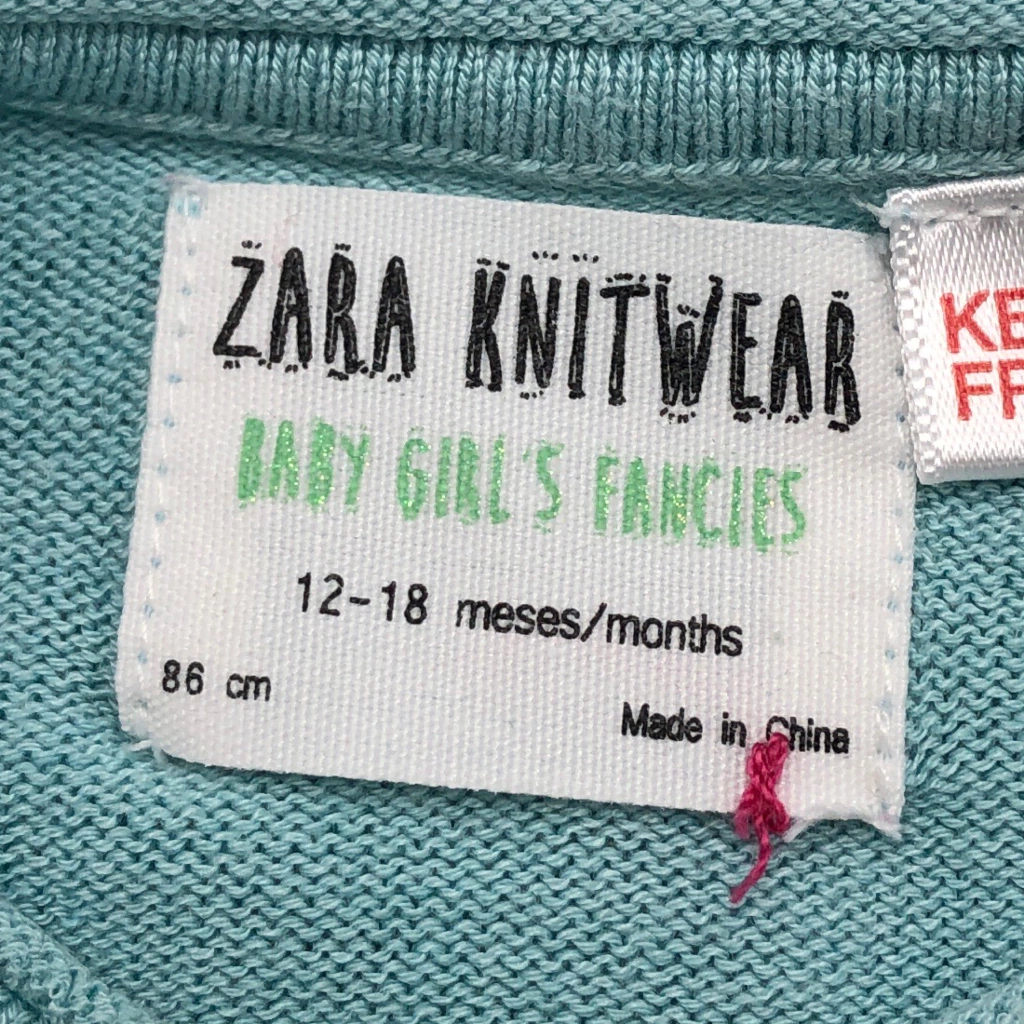 ZARA KNITWEAR
BABY GIRL'S FANCIES
12-18 meses/months
86 cm
Made in China